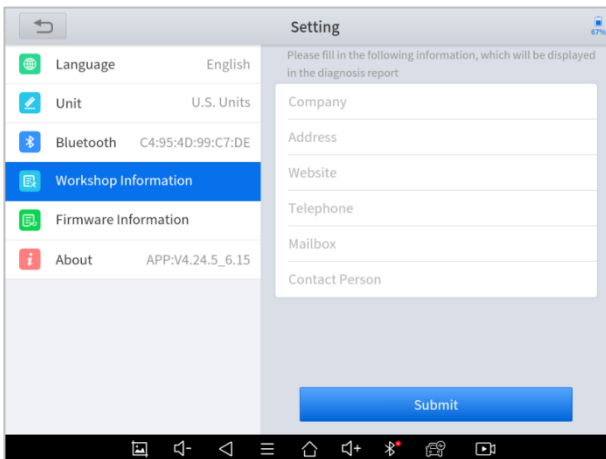 Setting
67%
Language English
Unit U.S. Units
Bluetooth C4:95:4D:99:C7:DE
Workshop Information
Firmware Information
About APP:V4.24.5_6.15
Please fill in the following information, which will be displayed
in the diagnosis report
Company
Address
Website
Telephone
Mailbox
Contact Person
Submit